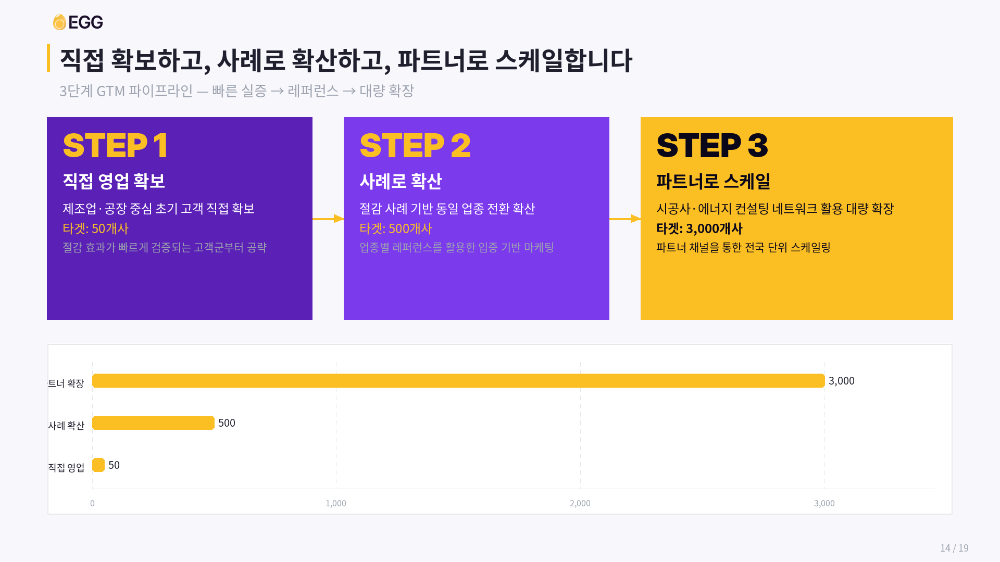 EGG
직접 확보하고, 사례로 확산하고, 파트너로 스케일합니다
3단계 GTM 파이프라인 — 빠른 실증 → 레퍼런스 → 대량 확장
STEP 1
직접 영업 확보
제조업·공장 중심 초기 고객 직접 확보
타겟: 50개사
절감 효과가 빠르게 검증되는 고객군부터 공략
STEP 2
사례로 확산
절감 사례 기반 동일 업종 전환 확산
타겟: 500개사
업종별 레퍼런스를 활용한 입증 기반 마케팅
STEP 3
파트너로 스케일
시공사·에너지 컨설팅 네트워크 활용 대량 확장
타겟: 3,000개사
파트너 채널을 통한 전국 단위 스케일링
트너 확장
3,000
사례 확산
500
직접 영업
50
0
1,000
2,000
3,000
14 / 19